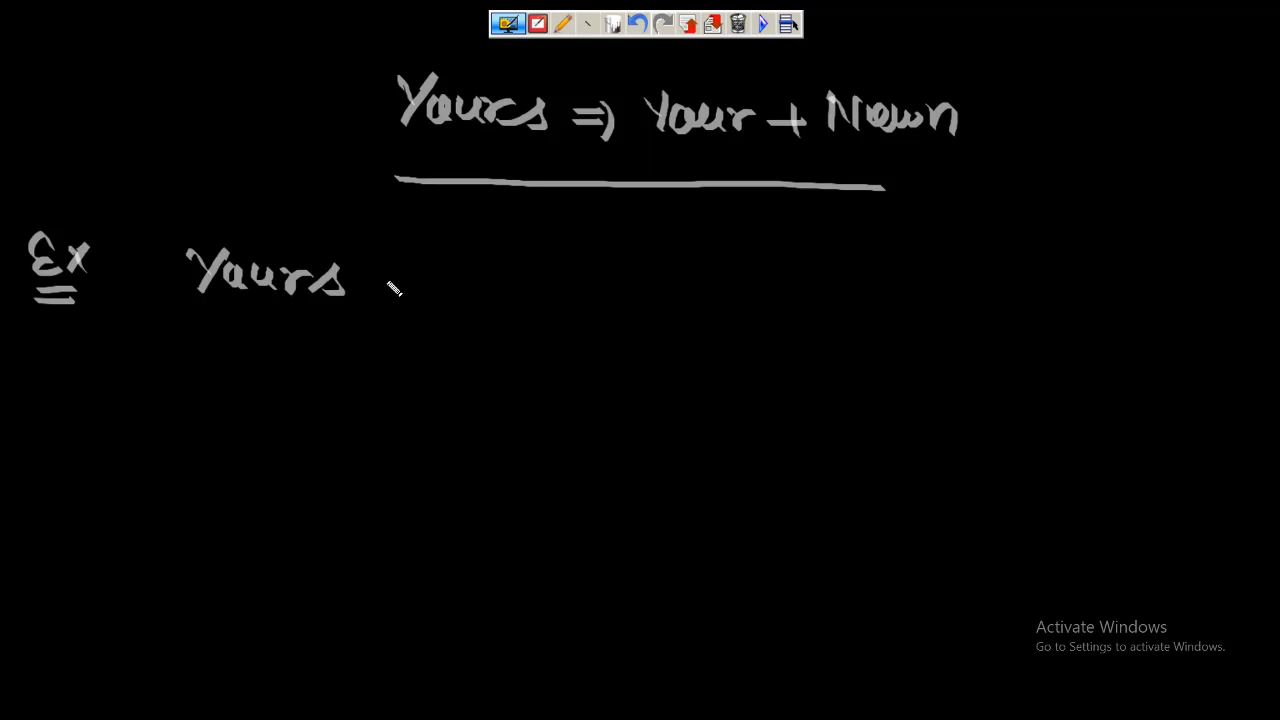 Yours ⇒ Your + Noun
Ex Yours
Activate Windows
Go to Settings to activate Windows.